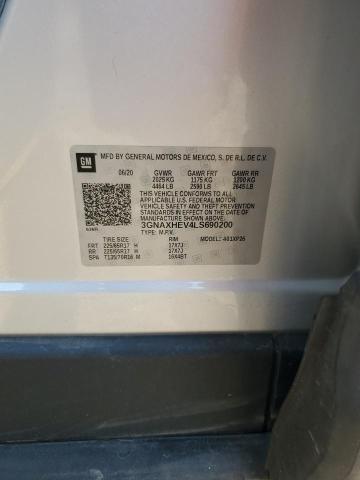 GM MFD BY GENERAL MOTORS DE MEXICO, S. DE R.L. DE C.V.
06/20 GVWR GAWR FRT GAWR RR
2025 KG 1175 KG 1200 KG
4464 LB 2590 LB 2645 LB
THIS VEHICLE CONFORMS TO ALL
APPLICABLE U.S. FEDERAL MOTOR
VEHICLE SAFETY AND THEFT PREVENTION
STANDARDS IN EFFECT ON THE DATE OF
MANUFACTURE SHOWN ABOVE.
3GNAXHEV4LS690200
TYPE: M.P.V.
TIRE SIZE RIM MODEL:
FRT 225/65R17 H 17X7J
RR 225/65R17 H 17X7J
SPA T135/70R16 M 16X4BT